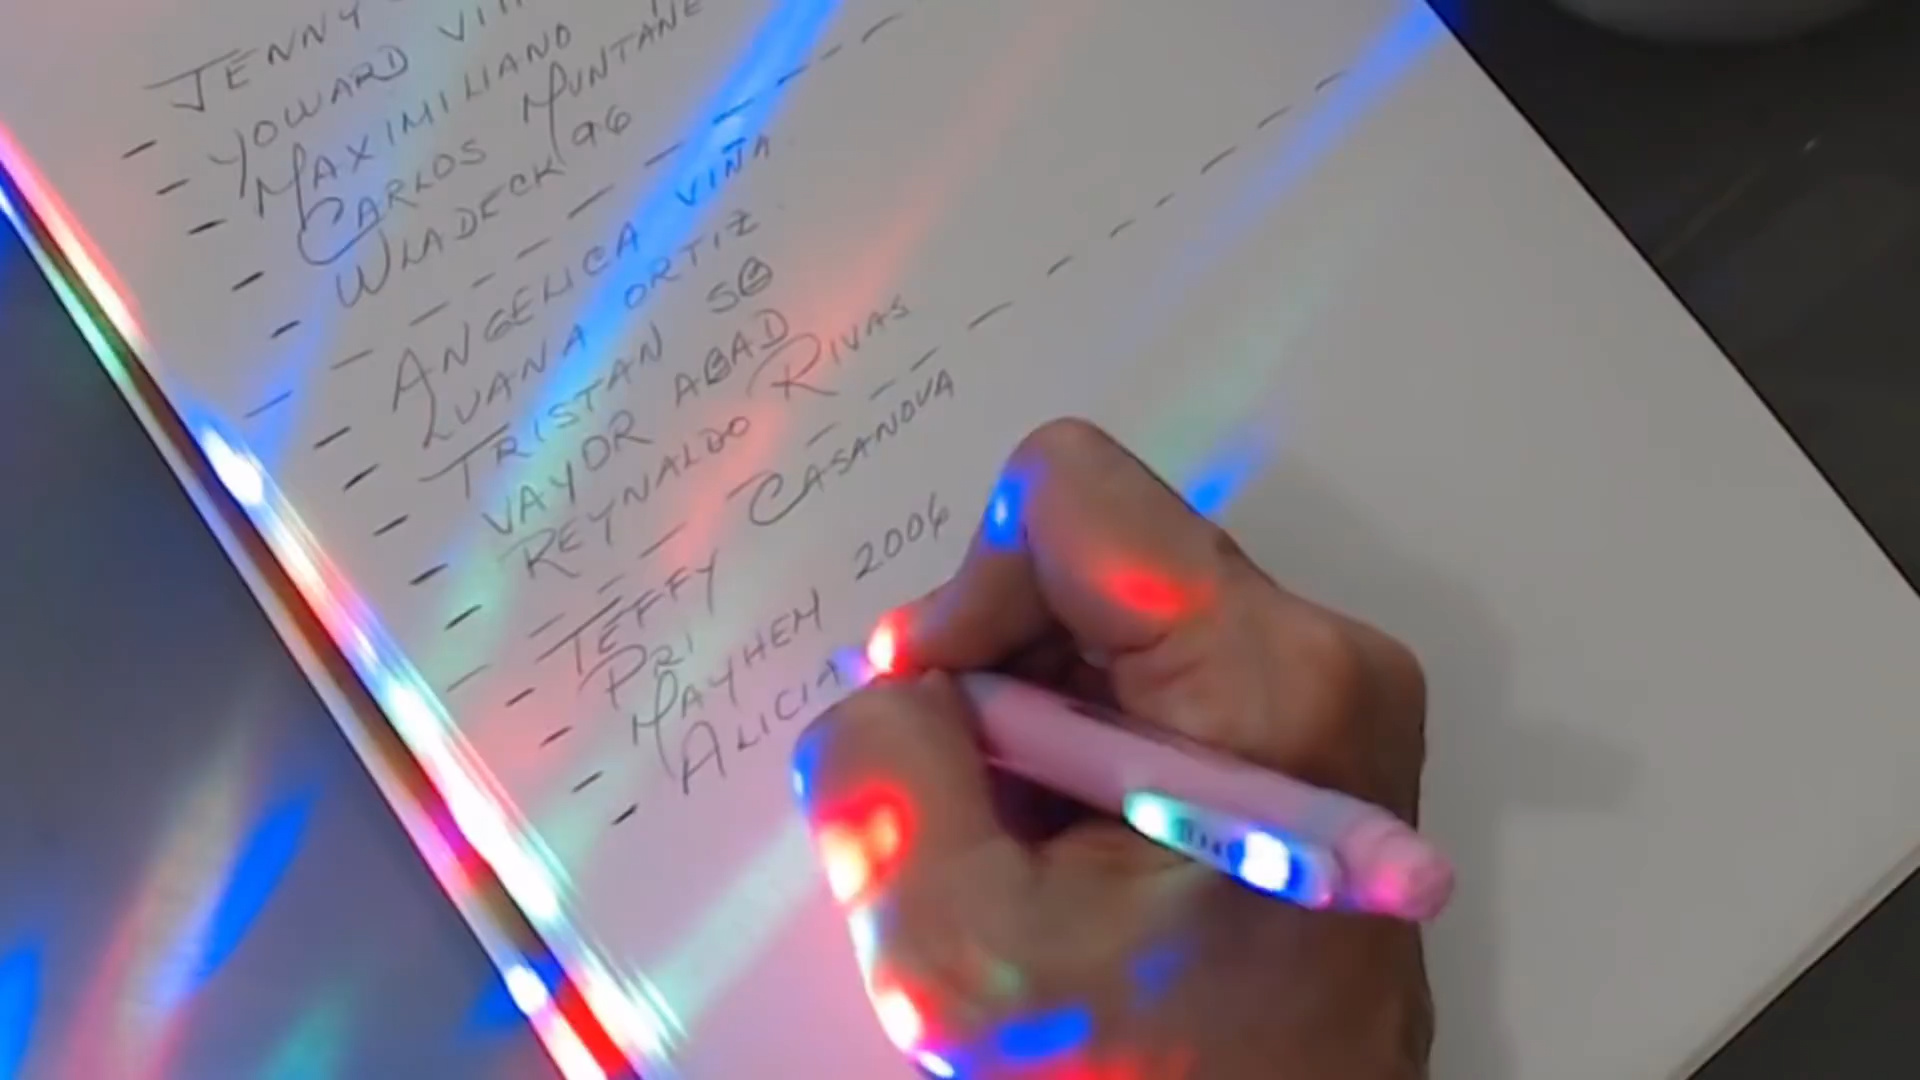 JENNY
- YOWARD
- MAXIMILIANO
- CARLOS MUNTANE
- WLADECK 96
- ANGELICA VIÑA
- LUANA ORTIZ
- TRISTAN SB
- VAYOR ABAD
- REYNALDO RIVAS
- TEFFY CASANOVA
- PRI
- MAYHEM 2006
- ALICIA